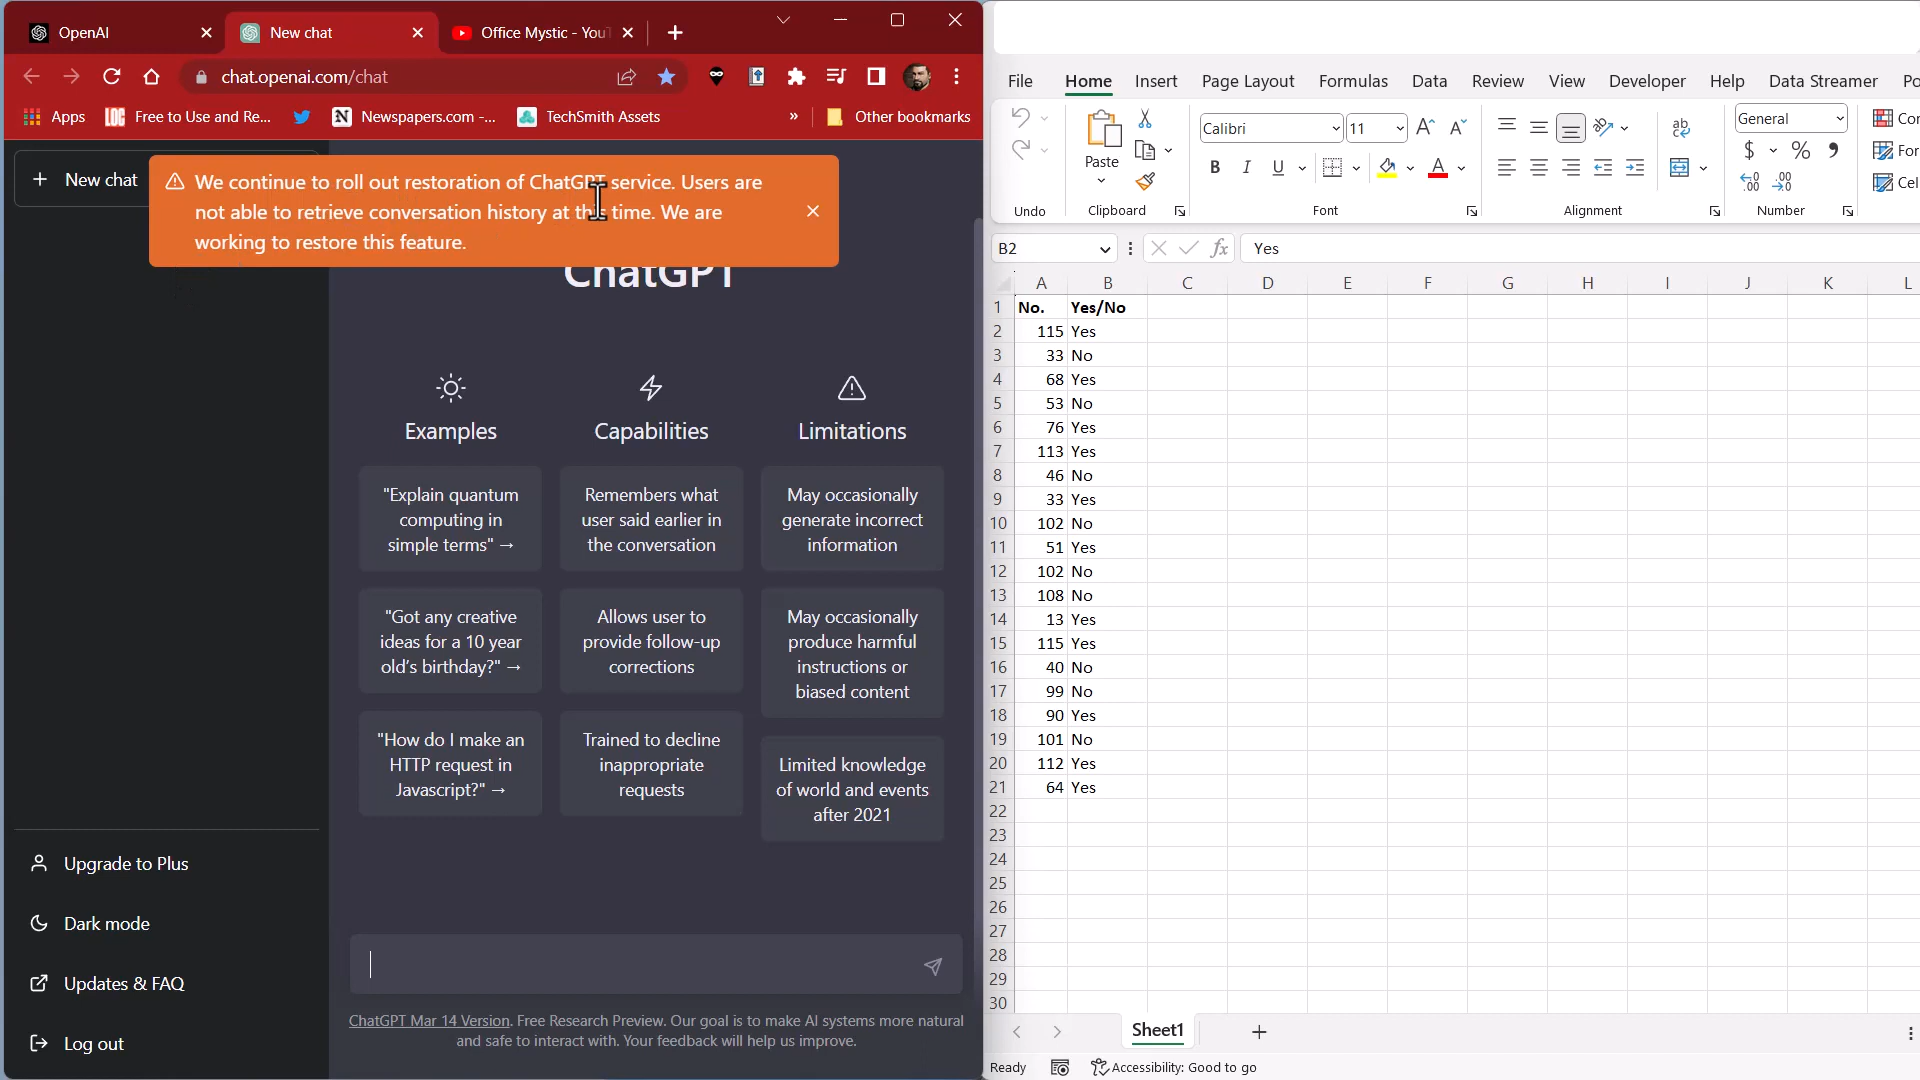 OpenAI
New chat
Office Mystic - YouT
chat.openai.com/chat
Apps
Free to Use and Re...
Newspapers.com -...
TechSmith Assets
»
Other bookmarks
New chat
We continue to roll out restoration of ChatGPT service. Users are
not able to retrieve conversation history at this time. We are
working to restore this feature.
ChatGPT
Examples
Capabilities
Limitations
"Explain quantum
computing in
simple terms" →
Remembers what
user said earlier in
the conversation
May occasionally
generate incorrect
information
"Got any creative
ideas for a 10 year
old's birthday?" →
Allows user to
provide follow-up
corrections
May occasionally
produce harmful
instructions or
biased content
"How do I make an
HTTP request in
Javascript?" →
Trained to decline
inappropriate
requests
Limited knowledge
of world and events
after 2021
Upgrade to Plus
Dark mode
Updates & FAQ
Log out
ChatGPT Mar 14 Version. Free Research Preview. Our goal is to make AI systems more natural
and safe to interact with. Your feedback will help us improve.
File Home Insert Page Layout Formulas Data Review View Developer Help Data Streamer Po
Paste
Calibri 11
General
Con
For
Cel
Undo Clipboard Font Alignment Number
B2 fx Yes
A B C D E F G H I J K L
1 No. Yes/No
2 115 Yes
3 33 No
4 68 Yes
5 53 No
6 76 Yes
7 113 Yes
8 46 No
9 33 Yes
10 102 No
11 51 Yes
12 102 No
13 108 No
14 13 Yes
15 115 Yes
16 40 No
17 99 No
18 90 Yes
19 101 No
20 112 Yes
21 64 Yes
22
23
24
25
26
27
28
29
30
Sheet1
Ready
Accessibility: Good to go